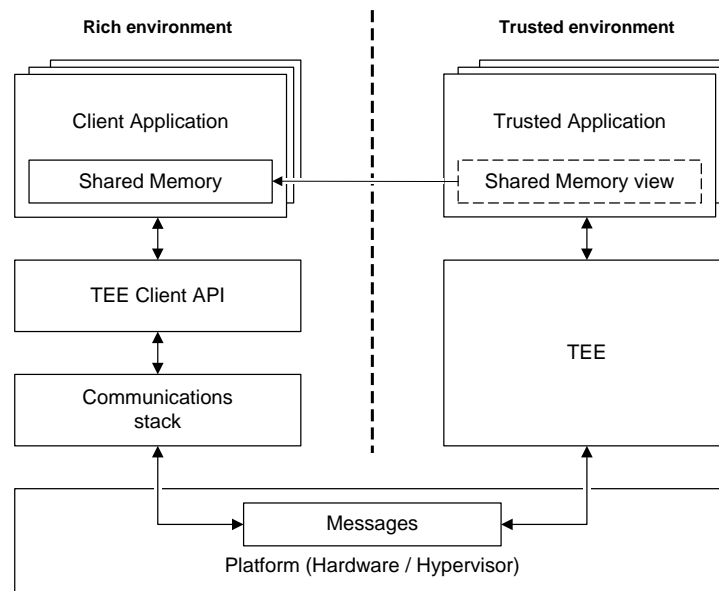 Rich environment
Trusted environment
Client Application
Trusted Application
Shared Memory
Shared Memory view
TEE Client API
TEE
Communications
stack
Messages
Platform (Hardware / Hypervisor)